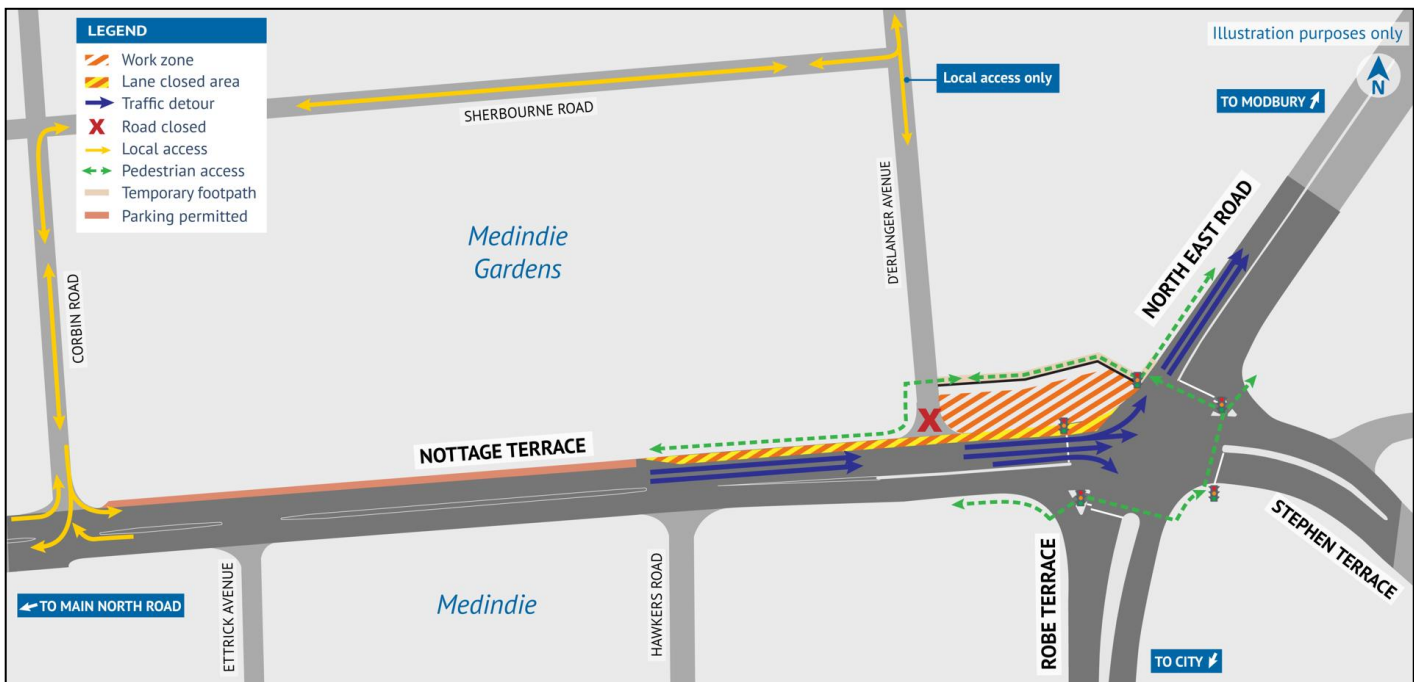 LEGEND
Work zone
Lane closed area
Traffic detour
Road closed
Local access
Pedestrian access
Temporary footpath
Parking permitted
Illustration purposes only
N
Local access only
TO MODBURY
SHERBOURNE ROAD
Medindie
Gardens
D'ERLANGER AVENUE
NORTH EAST ROAD
CORBIN ROAD
NOTTAGE TERRACE
STEPHEN TERRACE
TO MAIN NORTH ROAD
ETTRICK AVENUE
Medindie
HAWKERS ROAD
ROBE TERRACE
TO CITY